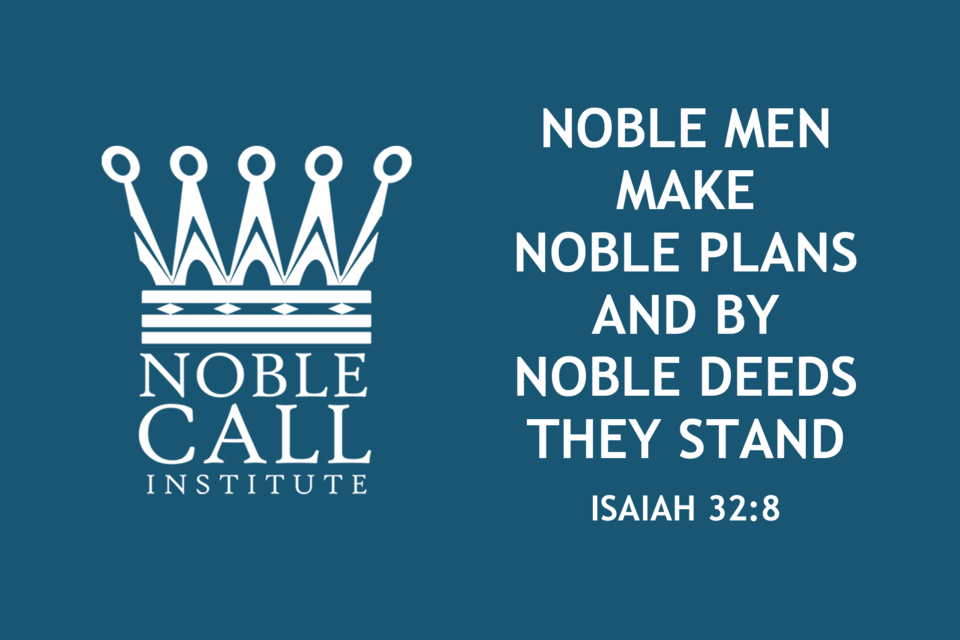 NOBLE
CALL
INSTITUTE
NOBLE MEN
MAKE
NOBLE PLANS
AND BY
NOBLE DEEDS
THEY STAND
ISAIAH 32:8